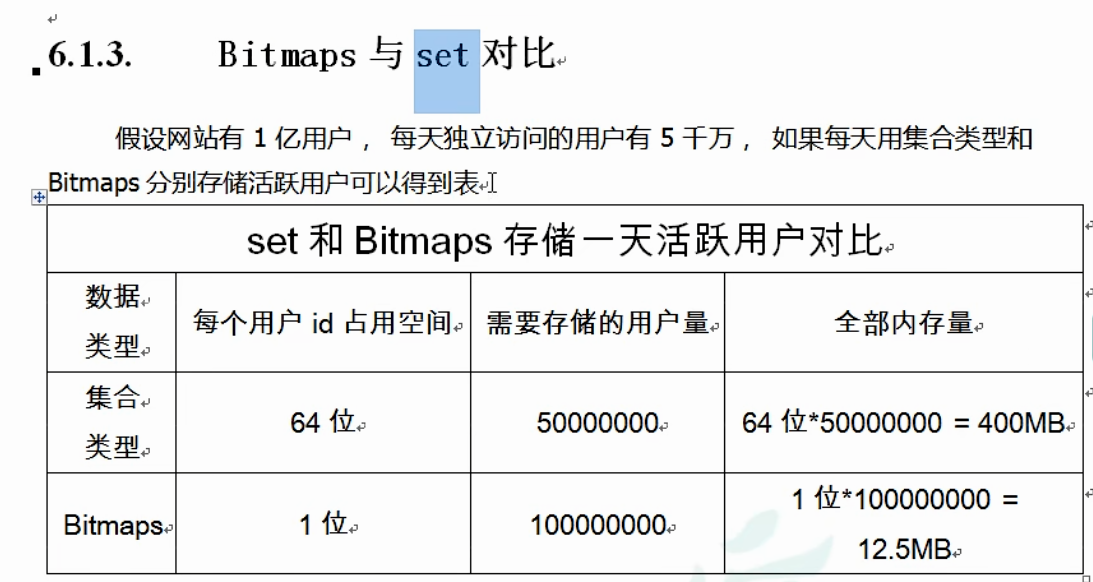 6.1.3. Bitmaps 与 set 对比
假设网站有 1 亿用户， 每天独立访问的用户有 5 千万， 如果每天用集合类型和
Bitmaps 分别存储活跃用户可以得到表
set 和 Bitmaps 存储一天活跃用户对比
数据
类型
每个用户 id 占用空间
需要存储的用户量
全部内存量
集合
类型
64 位
50000000
64 位*50000000 = 400MB
Bitmaps
1 位
100000000
1 位*100000000 =
12.5MB